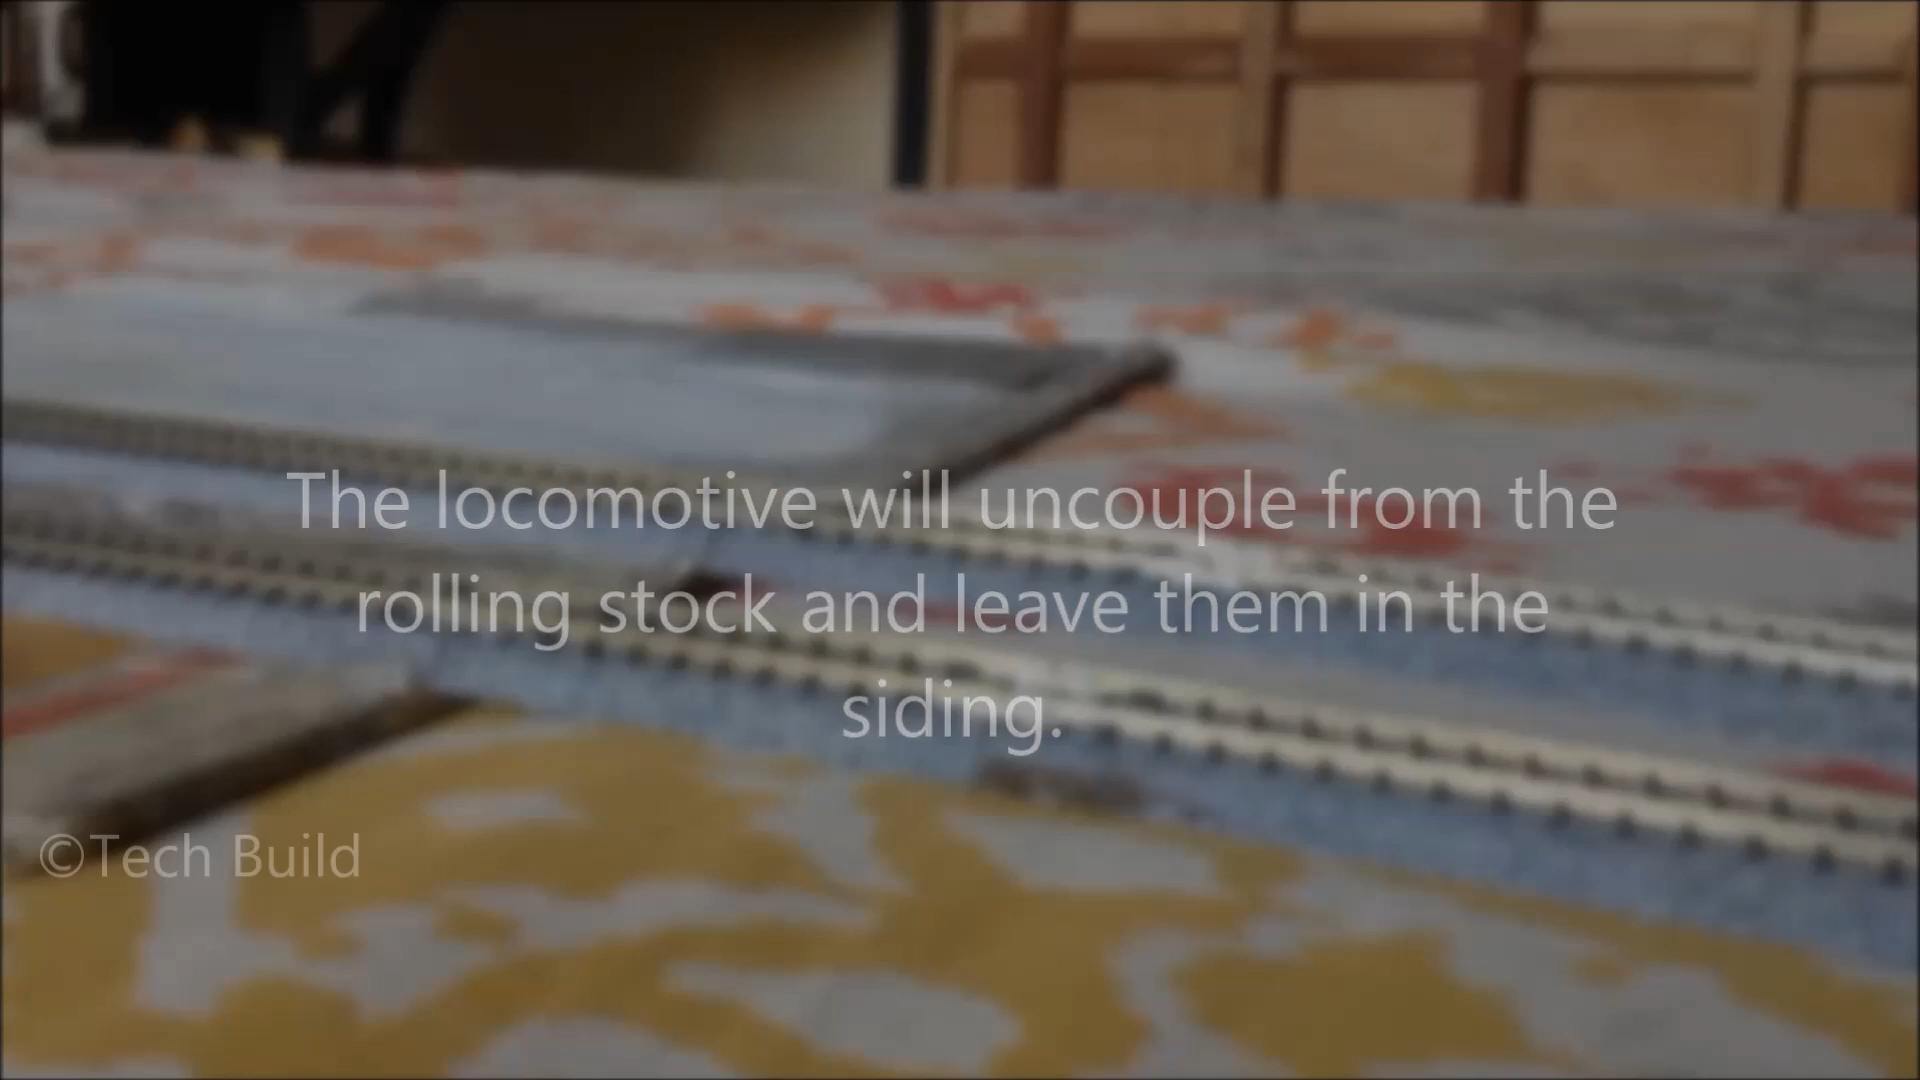 The locomotive will uncouple from the
rolling stock and leave them in the
siding.
©Tech Build